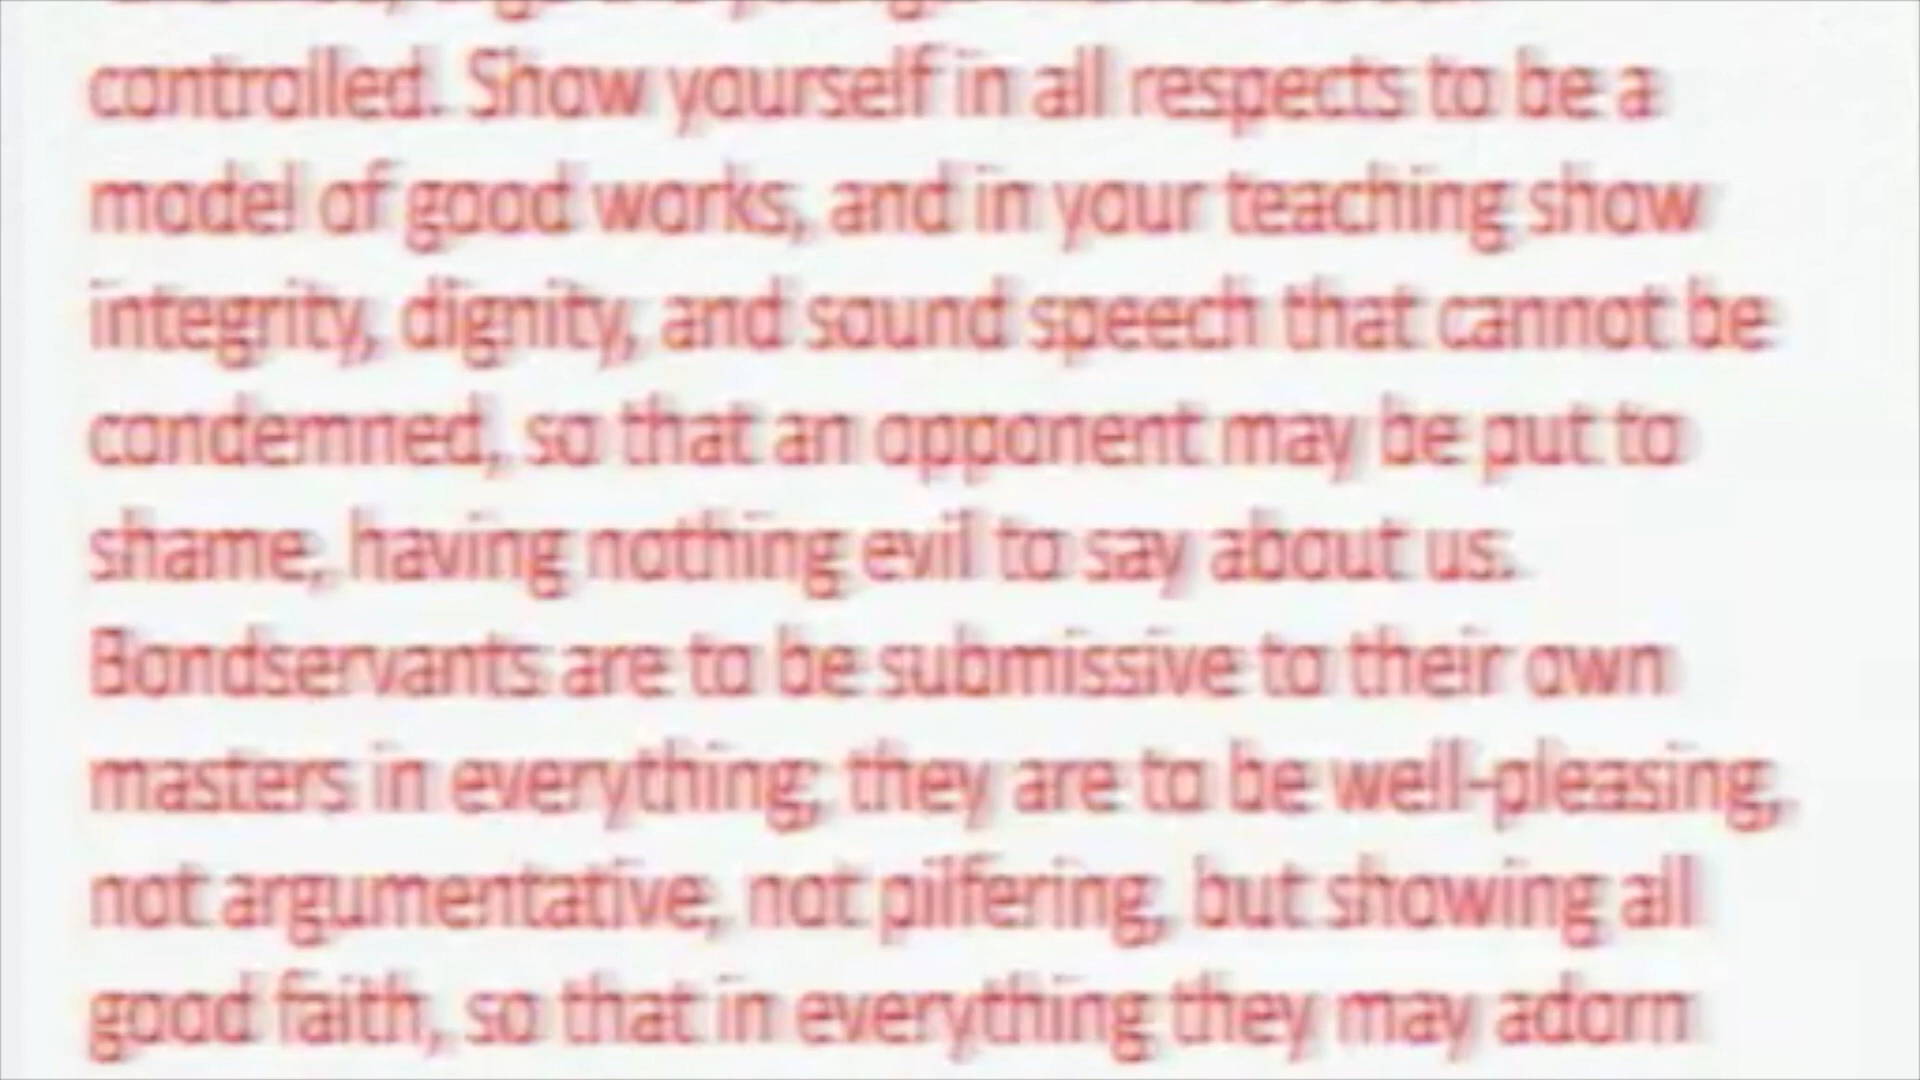 controlled. Show yourself in all respects to be a
model of good works, and in your teaching show
integrity, dignity, and sound speech that cannot be
condemned, so that an opponent may be put to
shame, having nothing evil to say about us.
Bondservants are to be submissive to their own
masters in everything; they are to be well-pleasing,
not argumentative, not pilfering, but showing all
good faith, so that in everything they may adorn